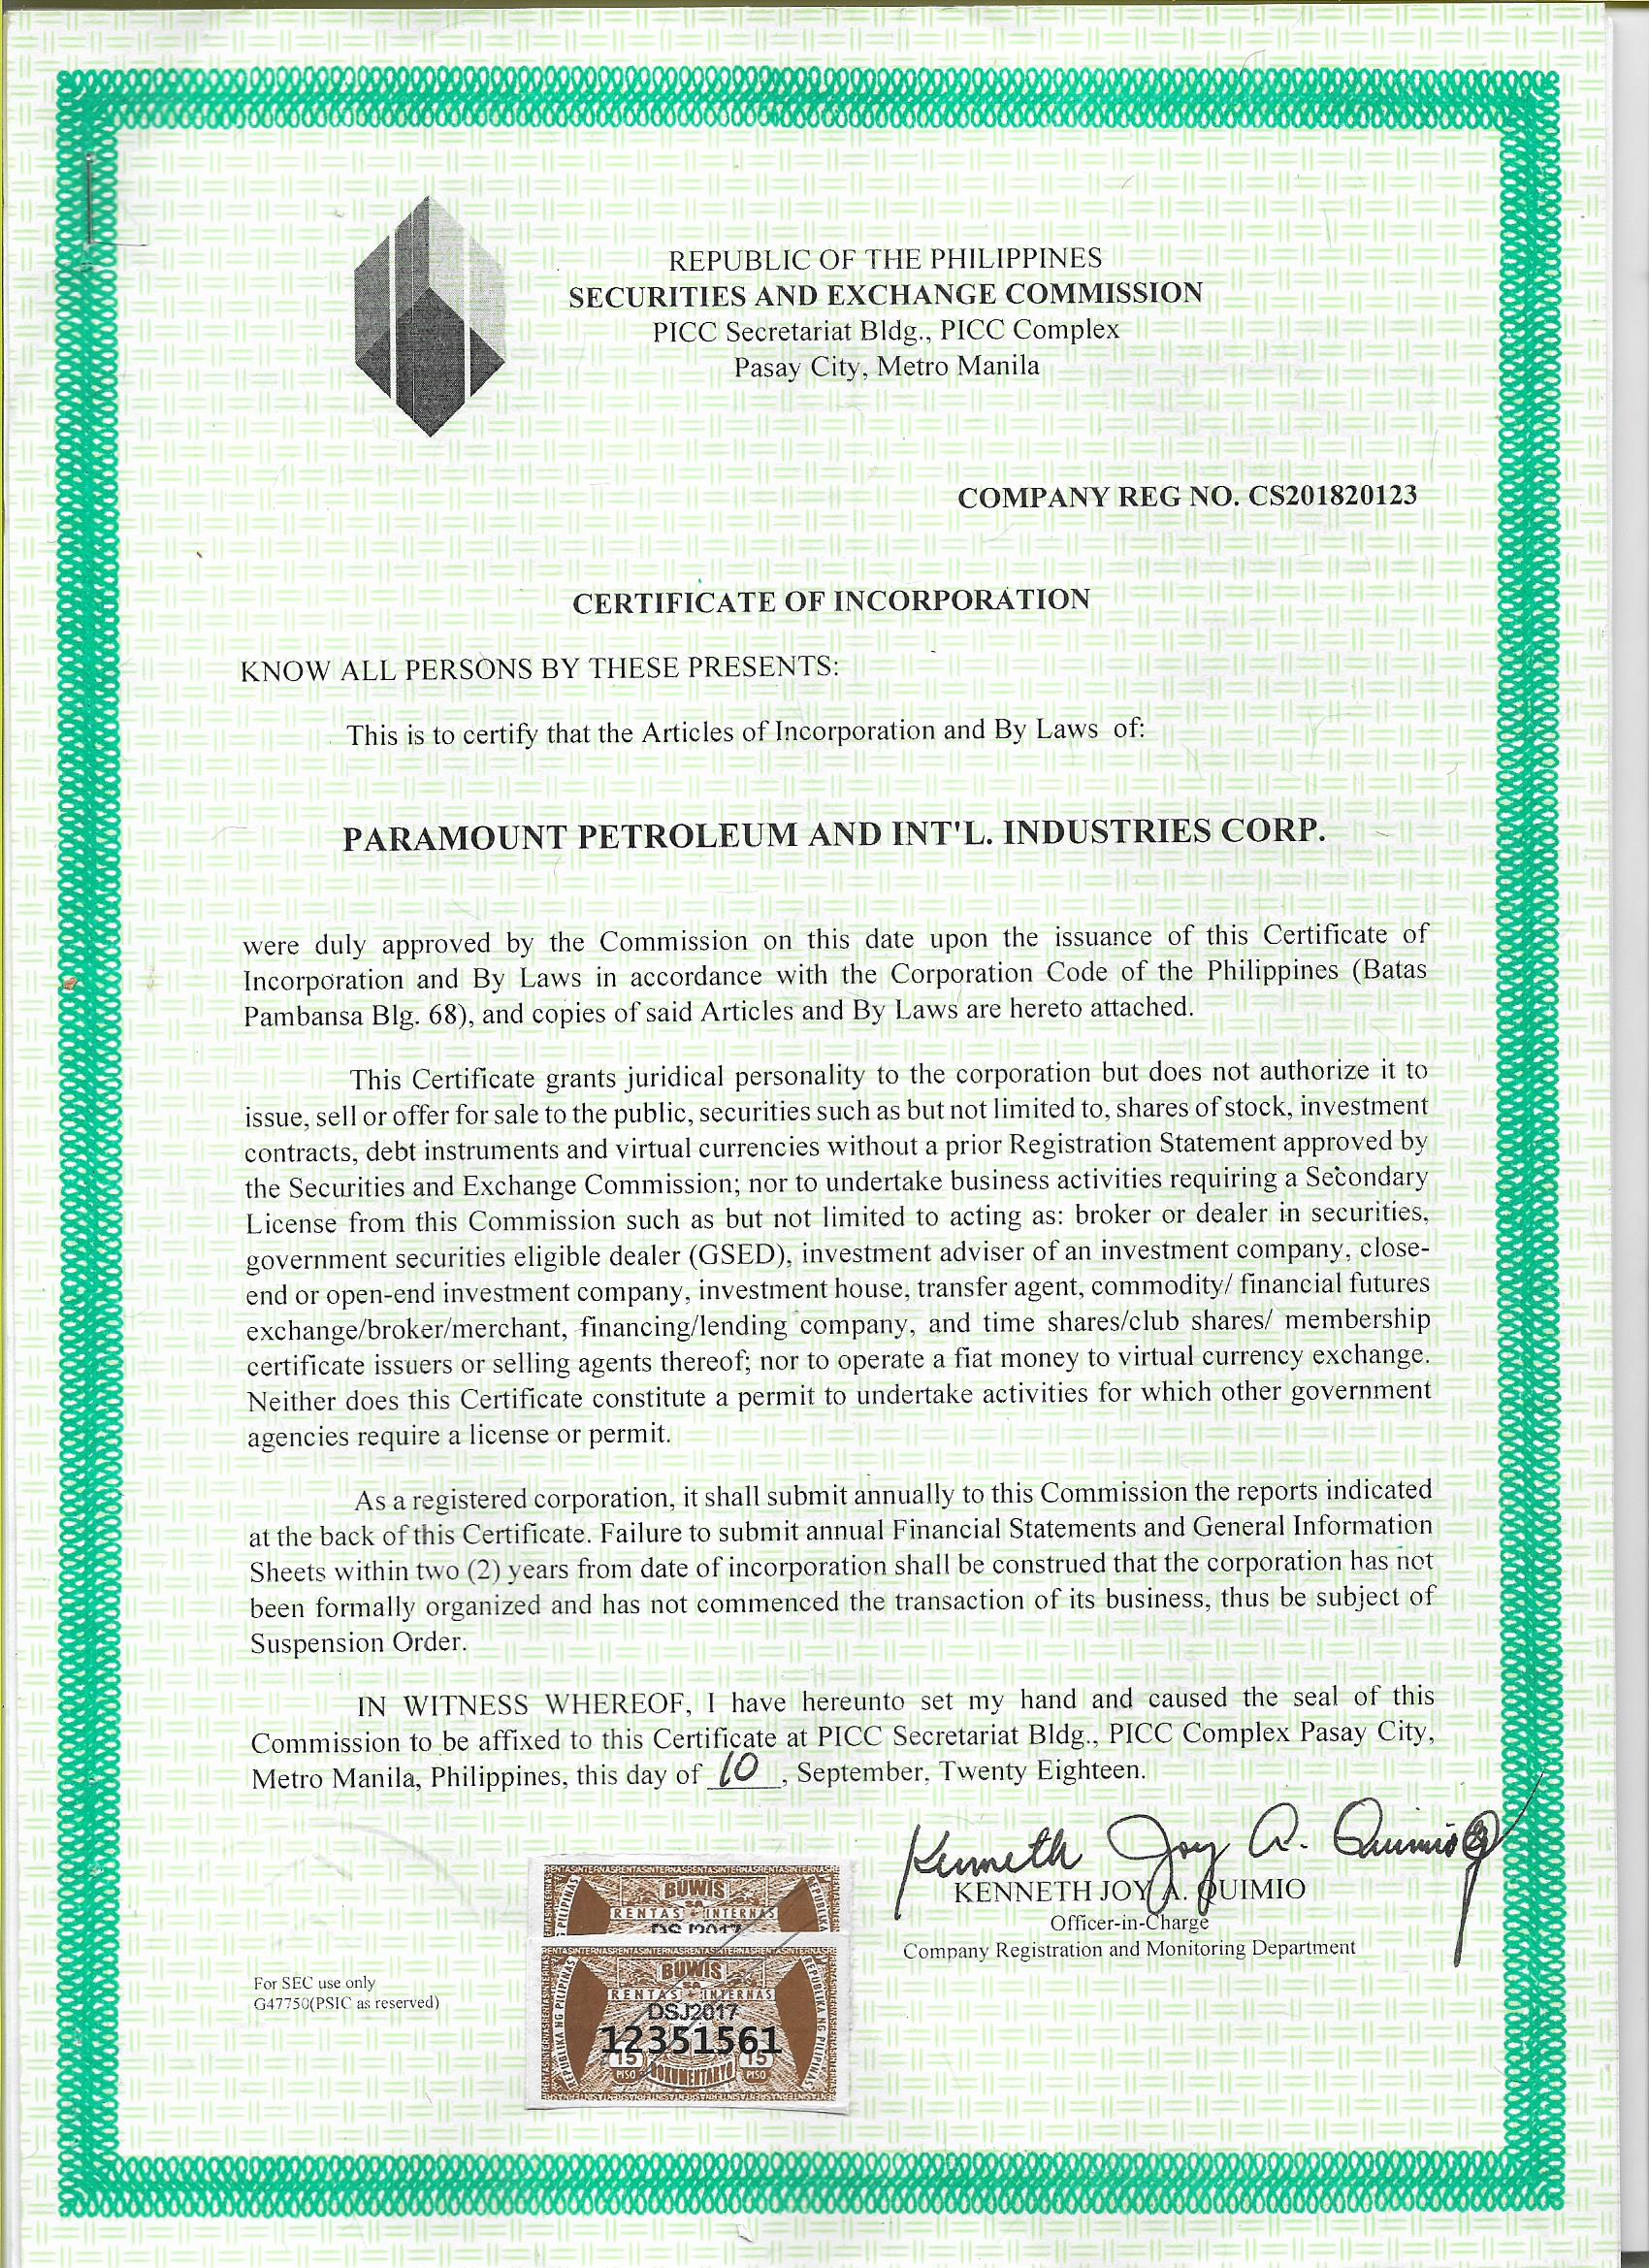 REPUBLIC OF THE PHILIPPINES
SECURITIES AND EXCHANGE COMMISSION
PICC Secretariat Bldg., PICC Complex
Pasay City, Metro Manila
COMPANY REG NO. CS201820123
CERTIFICATE OF INCORPORATION
KNOW ALL PERSONS BY THESE PRESENTS:
This is to certify that the Articles of Incorporation and By Laws of:
PARAMOUNT PETROLEUM AND INT'L. INDUSTRIES CORP.
were duly approved by the Commission on this date upon the issuance of this Certificate of
Incorporation and By Laws in accordance with the Corporation Code of the Philippines (Batas
Pambansa Blg. 68), and copies of said Articles and By Laws are hereto attached.
This Certificate grants juridical personality to the corporation but does not authorize it to
issue, sell or offer for sale to the public, securities such as but not limited to, shares of stock, investment
contracts, debt instruments and virtual currencies without a prior Registration Statement approved by
the Securities and Exchange Commission; nor to undertake business activities requiring a Secondary
License from this Commission such as but not limited to acting as: broker or dealer in securities,
government securities eligible dealer (GSED), investment adviser of an investment company, close-
end or open-end investment company, investment house, transfer agent, commodity/ financial futures
exchange/broker/merchant, financing/lending company, and time shares/club shares/ membership
certificate issuers or selling agents thereof; nor to operate a fiat money to virtual currency exchange.
Neither does this Certificate constitute a permit to undertake activities for which other government
agencies require a license or permit.
As a registered corporation, it shall submit annually to this Commission the reports indicated
at the back of this Certificate. Failure to submit annual Financial Statements and General Information
Sheets within two (2) years from date of incorporation shall be construed that the corporation has not
been formally organized and has not commenced the transaction of its business, thus be subject of
Suspension Order.
IN WITNESS WHEREOF, I have hereunto set my hand and caused the seal of this
Commission to be affixed to this Certificate at PICC Secretariat Bldg., PICC Complex Pasay City,
Metro Manila, Philippines, this day of 10, September, Twenty Eighteen.
Kenneth Joy A. Quimio
KENNETH JOY A. QUIMIO
Officer-in-Charge
Company Registration and Monitoring Department
For SEC use only
G47750(PSIC as reserved)
BUWIS
SA
RENTAS INTERNAS
DSJ2017
BUWIS
SA
RENTAS INTERNAS
DSJ2017
12351561
15 15
PISO DOKUMENTARYO PISO
REPUBLIKA NG PILIPINAS
REPUBLIKA NG PILIPINAS